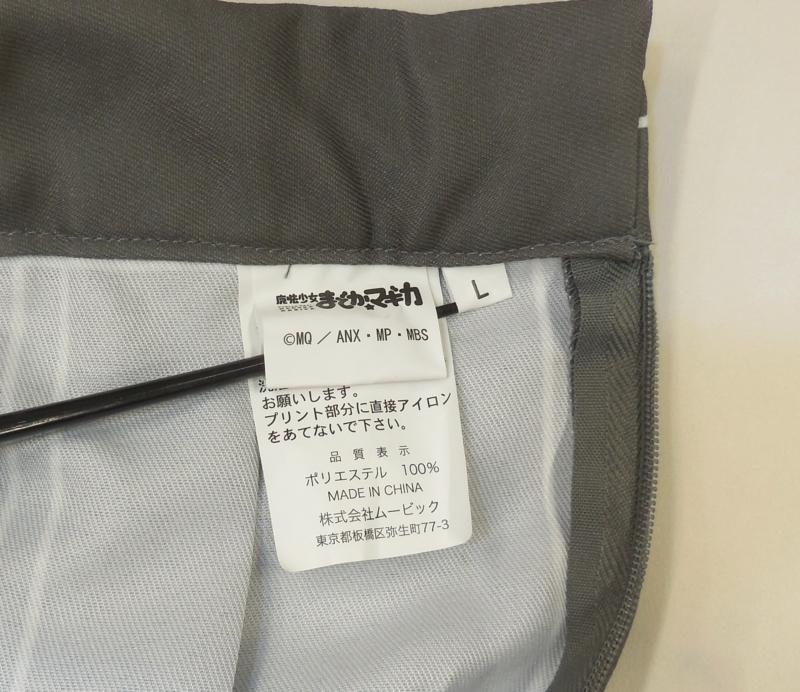 魔法少女まどか☆マギカ
L
©MQ / ANX・MP・MBS
お願いします。
プリント部分に直接アイロン
をあてないで下さい。
品 質 表 示
ポリエステル 100%
MADE IN CHINA
株式会社ムービック
東京都板橋区弥生町77-3